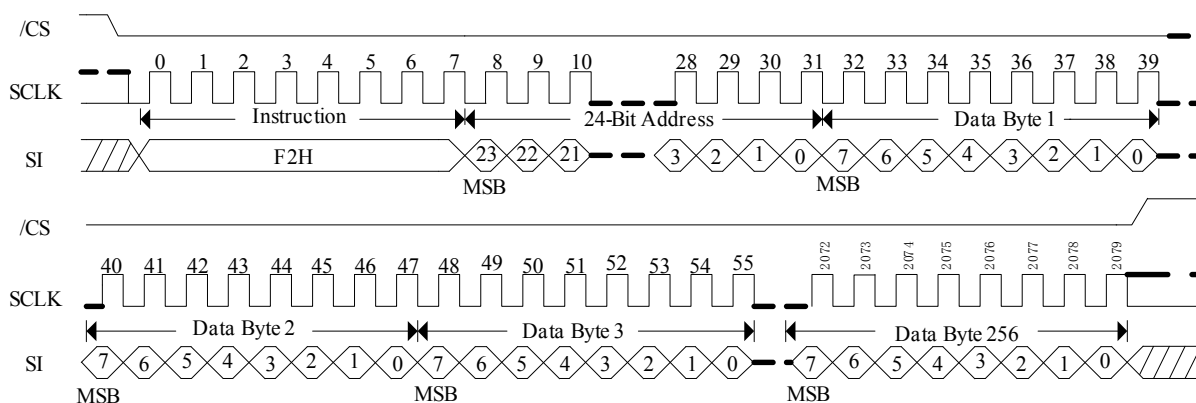 /CS
0 1 2 3 4 5 6 7 8 9 10 28 29 30 31 32 33 34 35 36 37 38 39
SCLK
Instruction 24-Bit Address Data Byte 1
SI F2H 23 22 21 3 2 1 0 7 6 5 4 3 2 1 0
MSB MSB
/CS
40 41 42 43 44 45 46 47 48 49 50 51 52 53 54 55 2072 2073 2074 2075 2076 2077 2078 2079
SCLK
Data Byte 2 Data Byte 3 Data Byte 256
SI 7 6 5 4 3 2 1 0 7 6 5 4 3 2 1 0 7 6 5 4 3 2 1 0
MSB MSB MSB